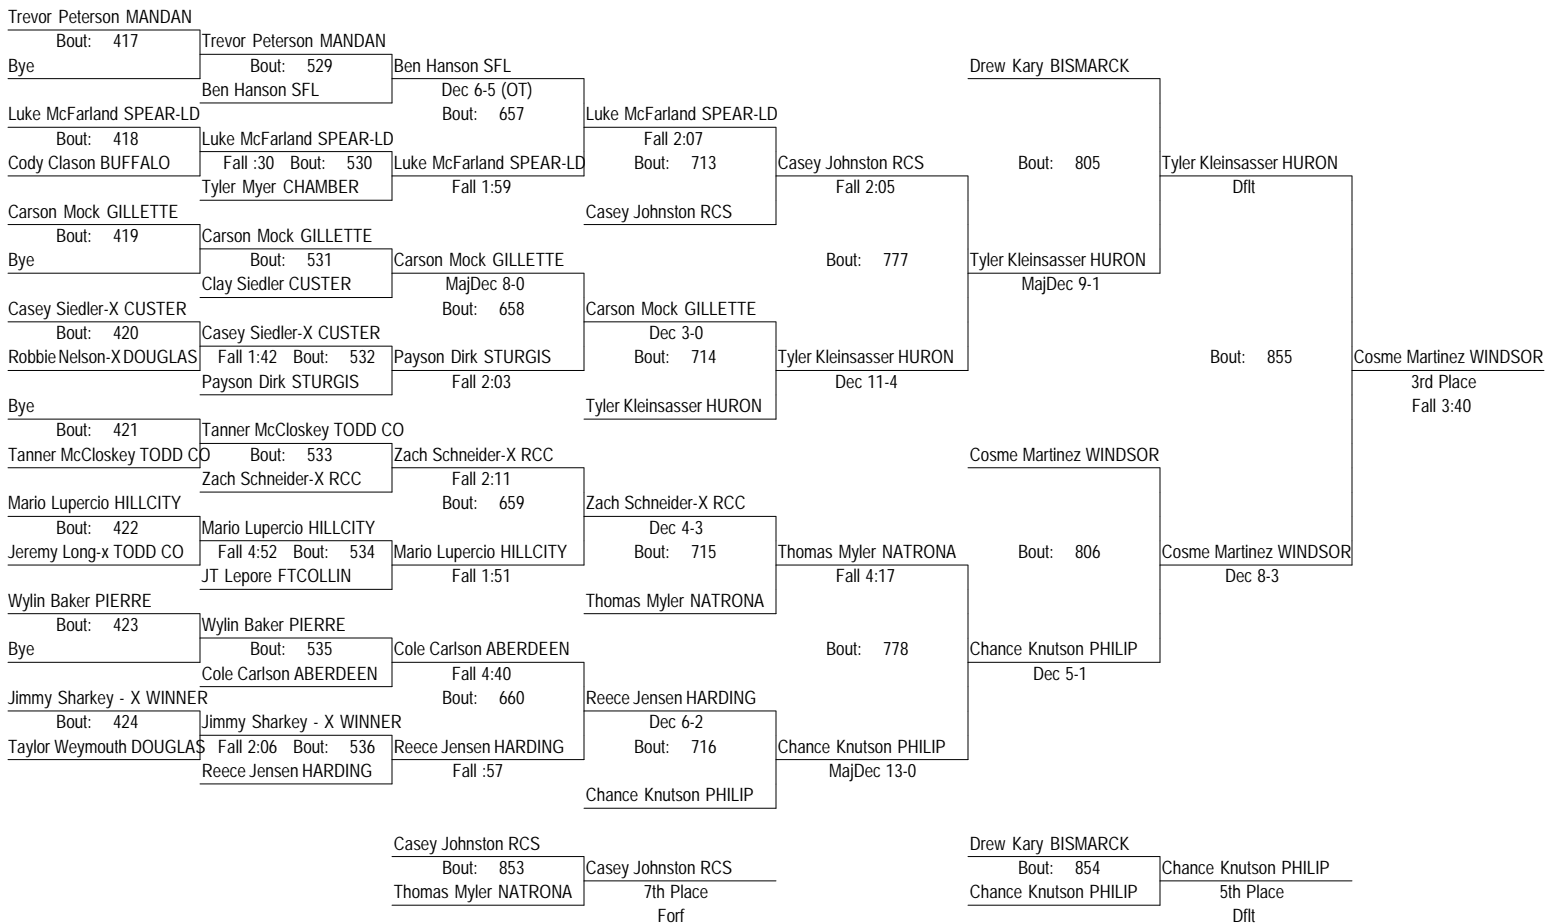 Trevor Peterson MANDAN
Bout: 417
Trevor Peterson MANDAN
Bye
Bout: 529
Ben Hanson SFL
Drew Kary BISMARCK
Ben Hanson SFL
Dec 6-5 (OT)
Luke McFarland SPEAR-LD
Bout: 657
Luke McFarland SPEAR-LD
Bout: 418
Luke McFarland SPEAR-LD
Fall 2:07
Cody Clason BUFFALO
Fall :30 Bout: 530
Luke McFarland SPEAR-LD
Bout: 713
Casey Johnston RCS
Bout: 805
Tyler Kleinsasser HURON
Tyler Myer CHAMBER
Fall 1:59
Fall 2:05
Dflt
Carson Mock GILLETTE
Casey Johnston RCS
Bout: 419
Carson Mock GILLETTE
Bye
Bout: 531
Carson Mock GILLETTE
Bout: 777
Tyler Kleinsasser HURON
Clay Siedler CUSTER
MajDec 8-0
MajDec 9-1
Casey Siedler-X CUSTER
Bout: 658
Carson Mock GILLETTE
Bout: 420
Casey Siedler-X CUSTER
Dec 3-0
Robbie Nelson-X DOUGLAS
Fall 1:42 Bout: 532
Payson Dirk STURGIS
Bout: 714
Tyler Kleinsasser HURON
Bout: 855
Cosme Martinez WINDSOR
Payson Dirk STURGIS
Fall 2:03
Dec 11-4
3rd Place
Bye
Tyler Kleinsasser HURON
Fall 3:40
Bout: 421
Tanner McCloskey TODD CO
Tanner McCloskey TODD CO
Bout: 533
Zach Schneider-X RCC
Cosme Martinez WINDSOR
Zach Schneider-X RCC
Fall 2:11
Mario Lupercio HILLCITY
Bout: 659
Zach Schneider-X RCC
Bout: 422
Mario Lupercio HILLCITY
Dec 4-3
Jeremy Long-x TODD CO
Fall 4:52 Bout: 534
Mario Lupercio HILLCITY
Bout: 715
Thomas Myler NATRONA
Bout: 806
Cosme Martinez WINDSOR
JT Lepore FTCOLLIN
Fall 1:51
Fall 4:17
Dec 8-3
Wylin Baker PIERRE
Thomas Myler NATRONA
Bout: 423
Wylin Baker PIERRE
Bye
Bout: 535
Cole Carlson ABERDEEN
Bout: 778
Chance Knutson PHILIP
Cole Carlson ABERDEEN
Fall 4:40
Dec 5-1
Jimmy Sharkey - X WINNER
Bout: 660
Reece Jensen HARDING
Bout: 424
Jimmy Sharkey - X WINNER
Dec 6-2
Taylor Weymouth DOUGLAS
Fall 2:06 Bout: 536
Reece Jensen HARDING
Bout: 716
Chance Knutson PHILIP
Reece Jensen HARDING
Fall :57
MajDec 13-0
Chance Knutson PHILIP
Casey Johnston RCS
Drew Kary BISMARCK
Bout: 853
Casey Johnston RCS
Bout: 854
Chance Knutson PHILIP
Thomas Myler NATRONA
7th Place
Chance Knutson PHILIP
5th Place
Forf
Dflt